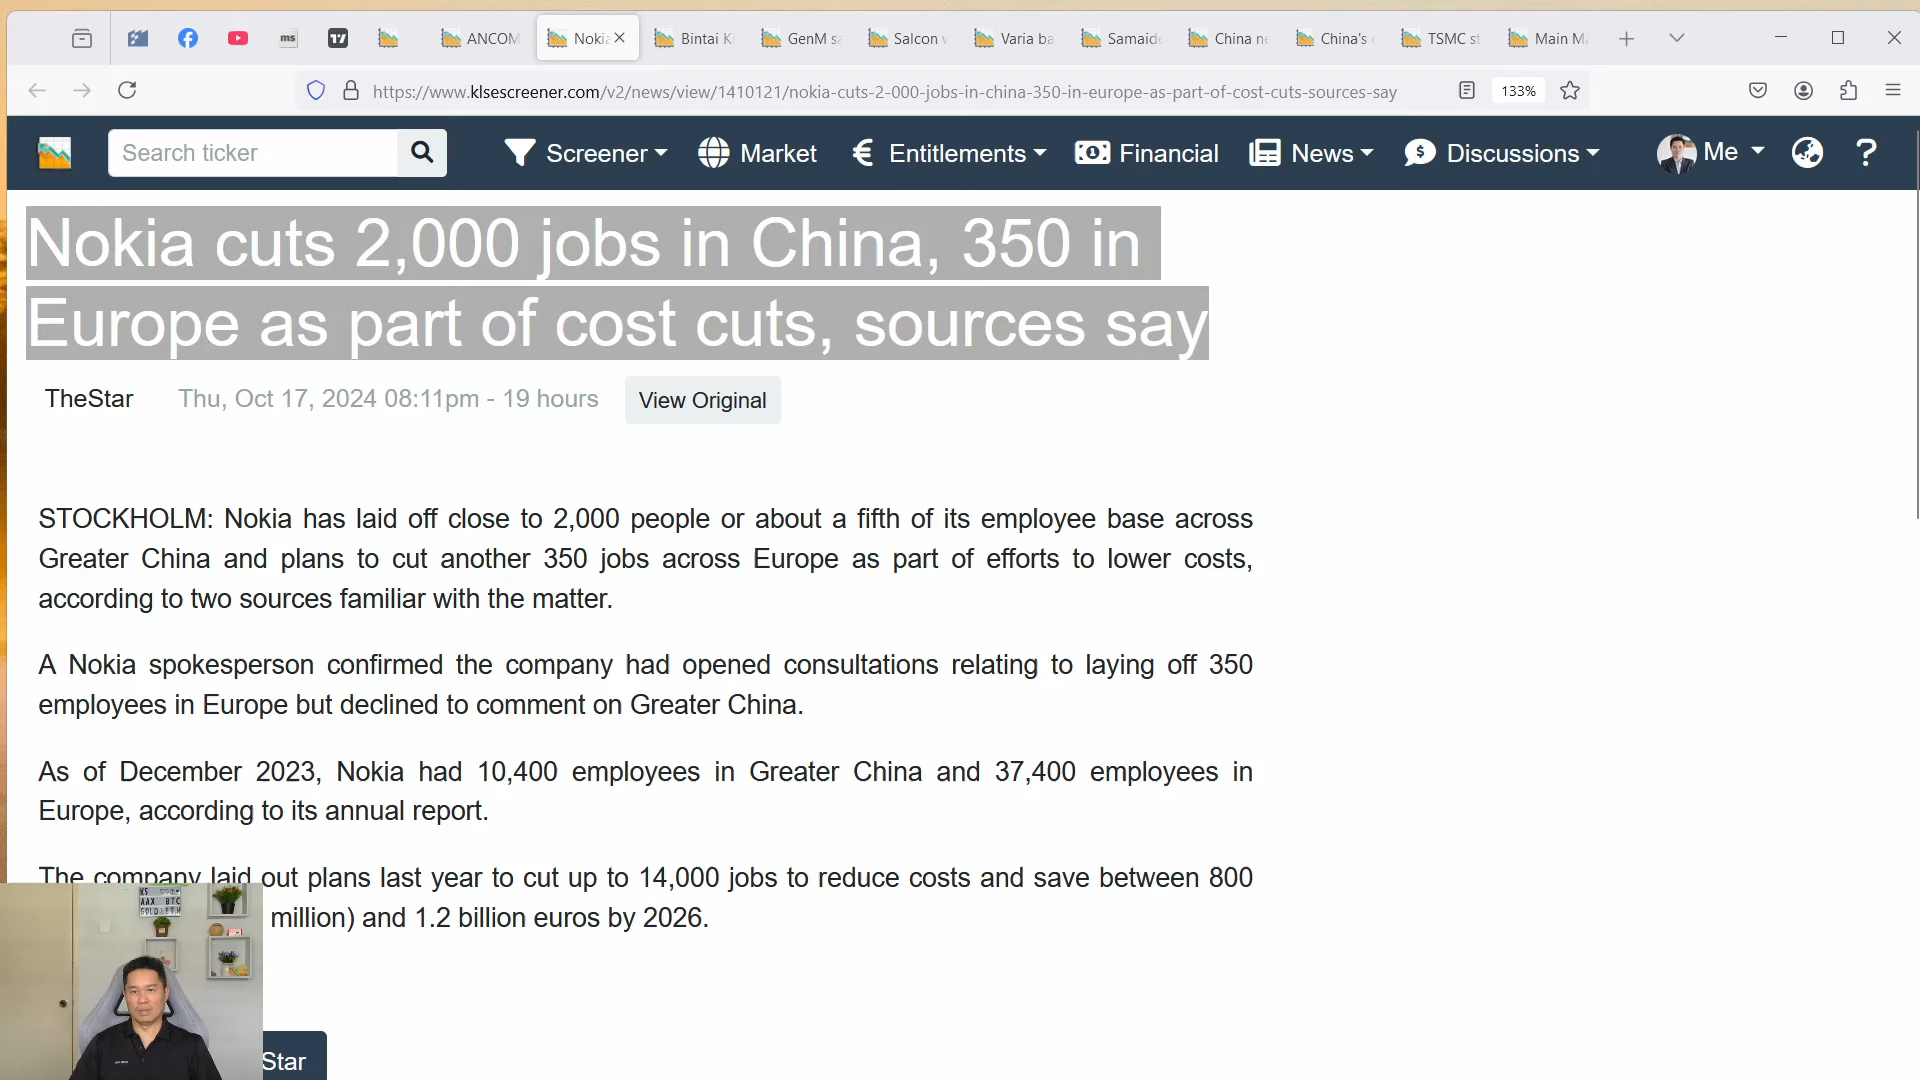 ms
ANCOM
Nokia
Bintai Ki
GenM sa
Salcon w
Varia ba
Samaide
China ne
China's e
TSMC st
Main Ma
https://www.klsescreener.com/v2/news/view/1410121/nokia-cuts-2-000-jobs-in-china-350-in-europe-as-part-of-cost-cuts-sources-say
133%
Search ticker
Screener
Market
Entitlements
Financial
News
Discussions
Me
?
Nokia cuts 2,000 jobs in China, 350 in
Europe as part of cost cuts, sources say
TheStar
Thu, Oct 17, 2024 08:11pm - 19 hours
View Original
STOCKHOLM: Nokia has laid off close to 2,000 people or about a fifth of its employee base across
Greater China and plans to cut another 350 jobs across Europe as part of efforts to lower costs,
according to two sources familiar with the matter.
A Nokia spokesperson confirmed the company had opened consultations relating to laying off 350
employees in Europe but declined to comment on Greater China.
As of December 2023, Nokia had 10,400 employees in Greater China and 37,400 employees in
Europe, according to its annual report.
The company laid out plans last year to cut up to 14,000 jobs to reduce costs and save between 800
million) and 1.2 billion euros by 2026.
AAX BTC
GOLD ETH
Star